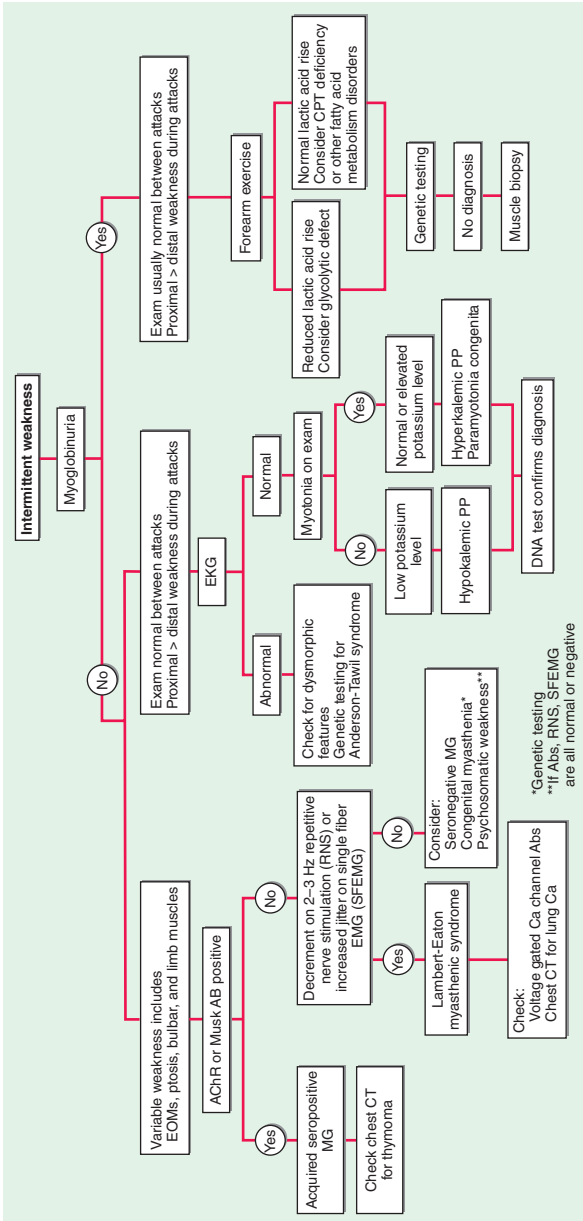 Intermittent weakness
Myoglobinuria
No
Yes
Variable weakness includes
EOMs, ptosis, bulbar, and limb muscles
AChR or Musk AB positive
Yes
Acquired seropositive
MG
Check chest CT
for thymoma
No
Decrement on 2–3 Hz repetitive
nerve stimulation (RNS) or
increased jitter on single fiber
EMG (SFEMG)
Yes
Lambert-Eaton
myasthenic syndrome
Check:
Voltage gated Ca channel Abs
Chest CT for lung Ca
No
Consider:
Seronegative MG
Congenital myasthenia*
Psychosomatic weakness**
Exam normal between attacks
Proximal > distal weakness during attacks
EKG
Abnormal
Check for dysmorphic
features
Genetic testing for
Anderson-Tawil syndrome
Normal
Myotonia on exam
No
Low potassium
level
Hypokalemic PP
Yes
Normal or elevated
potassium level
Hyperkalemic PP
Paramyotonia congenita
DNA test confirms diagnosis
Exam usually normal between attacks
Proximal > distal weakness during attacks
Forearm exercise
Reduced lactic acid rise
Consider glycolytic defect
Normal lactic acid rise
Consider CPT deficiency
or other fatty acid
metabolism disorders
Genetic testing
No diagnosis
Muscle biopsy
*Genetic testing
**If Abs, RNS, SFEMG
are all normal or negative